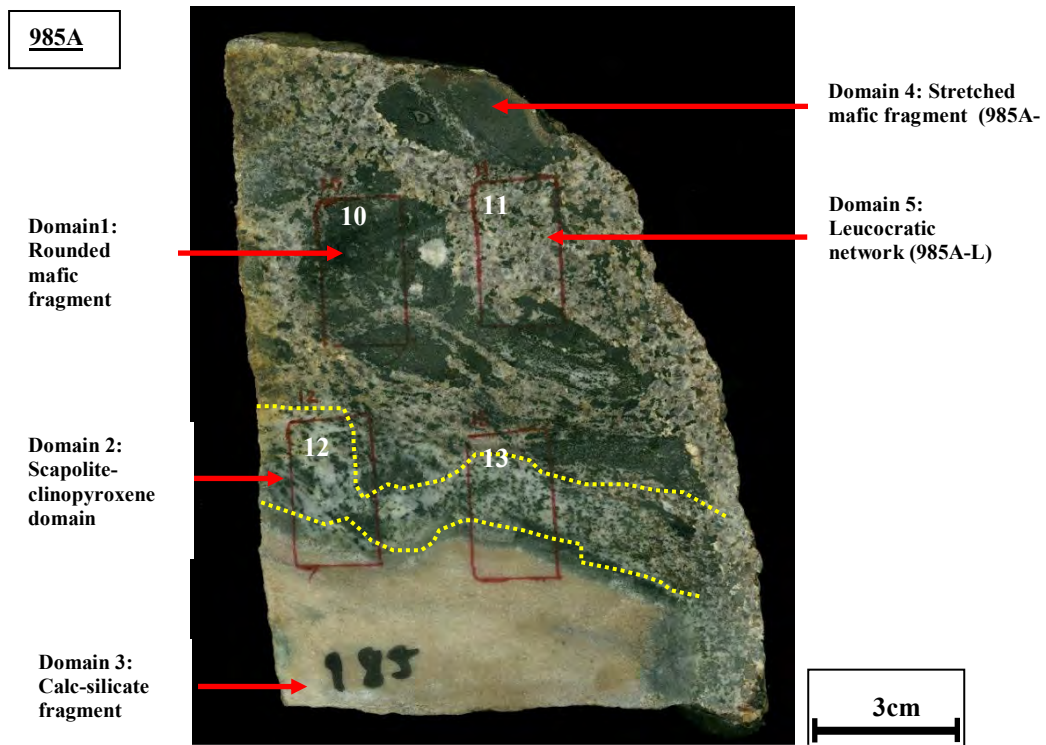 985A
Domain 4: Stretched
mafic fragment (985A-
Domain 5:
Leucocratic
network (985A-L)
Domain1:
Rounded
mafic
fragment
10
11
Domain 2:
Scapolite-
clinopyroxene
domain
12
12
13
Domain 3:
Calc-silicate
fragment
985
3cm